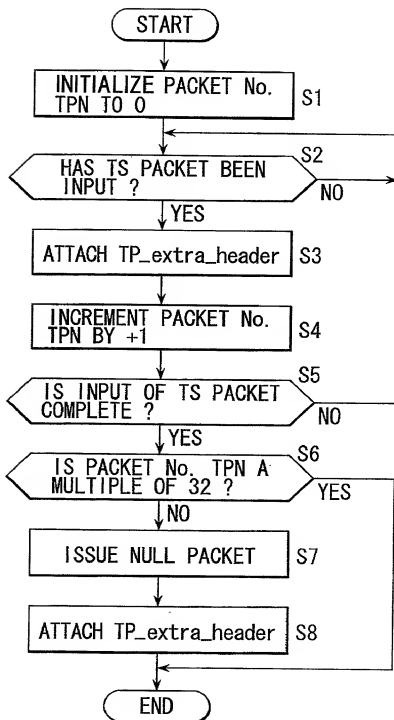 START
INITIALIZE PACKET No.
TPN TO 0
S1
S2
HAS TS PACKET BEEN
INPUT ?
NO
YES
ATTACH TP_extra_header
S3
INCREMENT PACKET No.
TPN BY +1
S4
S5
IS INPUT OF TS PACKET
COMPLETE ?
NO
YES
S6
IS PACKET No. TPN A
MULTIPLE OF 32 ?
YES
NO
ISSUE NULL PACKET
S7
ATTACH TP_extra_header
S8
END